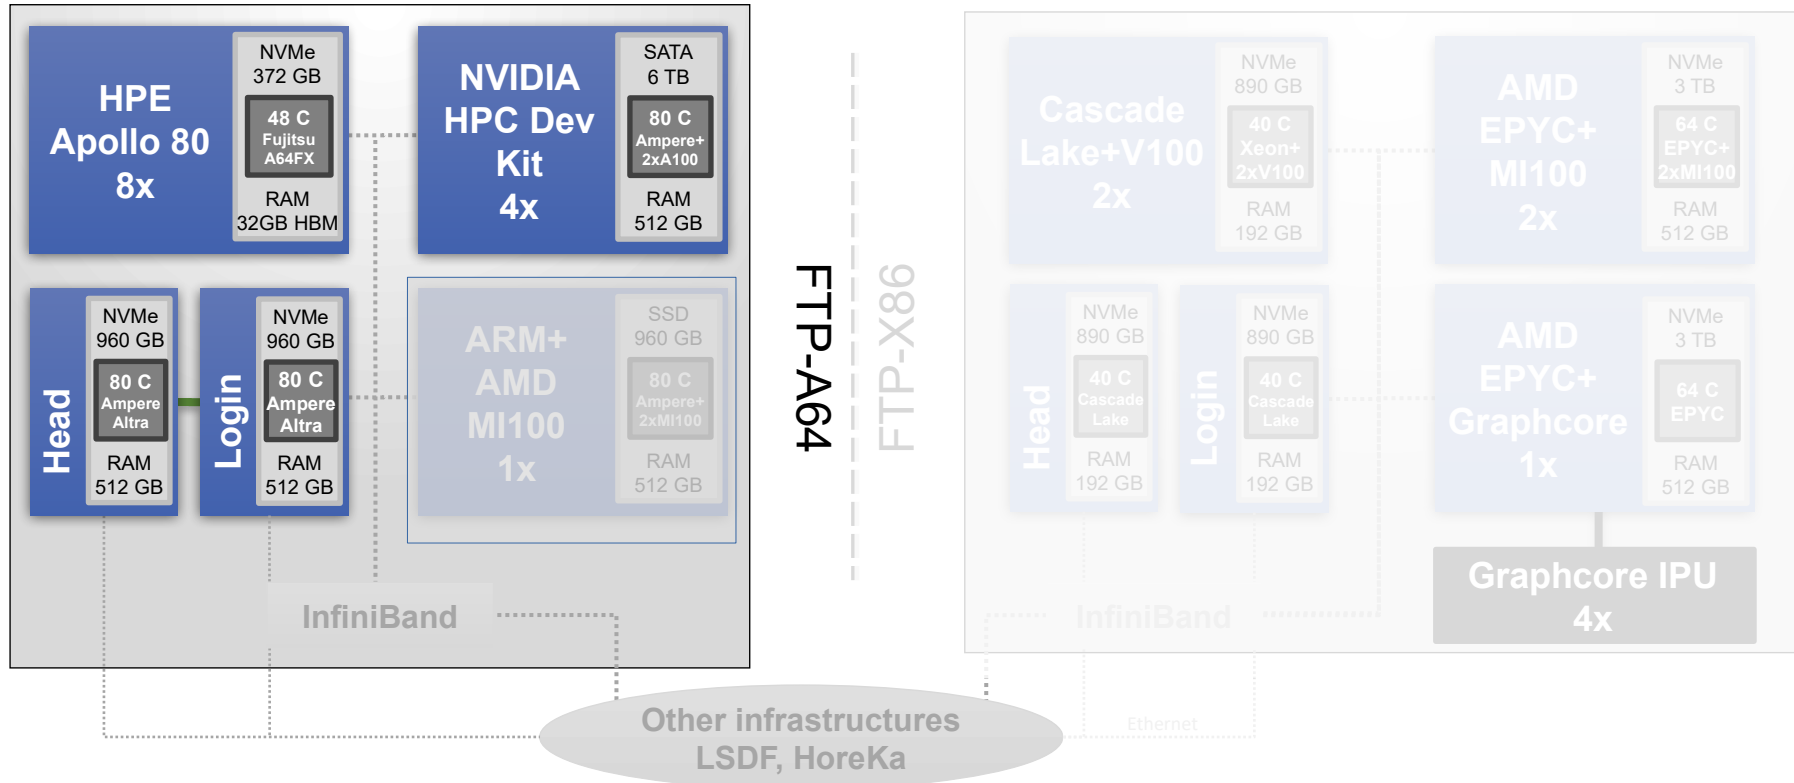 HPE
Apollo 80
8x
NVMe
372 GB
48 C
Fujitsu
A64FX
RAM
32GB HBM
NVIDIA
HPC Dev
Kit
4x
SATA
6 TB
80 C
Ampere+
2xA100
RAM
512 GB
Head
NVMe
960 GB
80 C
Ampere
Altra
RAM
512 GB
Login
NVMe
960 GB
80 C
Ampere
Altra
RAM
512 GB
ARM+
AMD
MI100
1x
SSD
960 GB
80 C
Ampere+
2xMI100
RAM
512 GB
InfiniBand
FTP-A64
FTP-X86
Cascade
Lake+V100
2x
NVMe
890 GB
40 C
Xeon+
2xV100
RAM
192 GB
AMD
EPYC+
MI100
2x
NVMe
3 TB
64 C
EPYC+
2xMI100
RAM
512 GB
Head
NVMe
890 GB
40 C
Cascade
Lake
RAM
192 GB
Login
NVMe
890 GB
40 C
Cascade
Lake
RAM
192 GB
AMD
EPYC+
Graphcore
1x
NVMe
3 TB
64 C
EPYC
RAM
512 GB
InfiniBand
Graphcore IPU
4x
Other infrastructures
LSDF, HoreKa
Ethernet